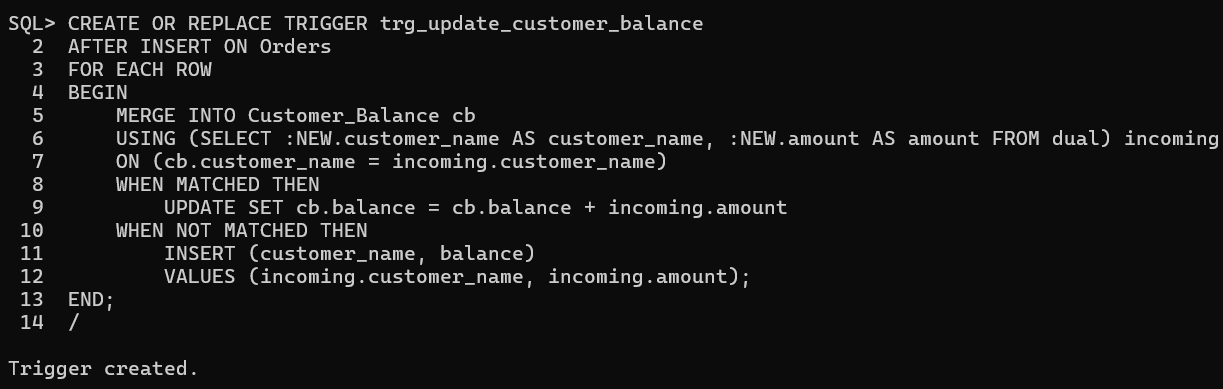 SQL> CREATE OR REPLACE TRIGGER trg_update_customer_balance
  2  AFTER INSERT ON Orders
  3  FOR EACH ROW
  4  BEGIN
  5      MERGE INTO Customer_Balance cb
  6      USING (SELECT :NEW.customer_name AS customer_name, :NEW.amount AS amount FROM dual) incoming
  7      ON (cb.customer_name = incoming.customer_name)
  8      WHEN MATCHED THEN
  9          UPDATE SET cb.balance = cb.balance + incoming.amount
 10      WHEN NOT MATCHED THEN
 11          INSERT (customer_name, balance)
 12          VALUES (incoming.customer_name, incoming.amount);
 13  END;
 14  /
Trigger created.